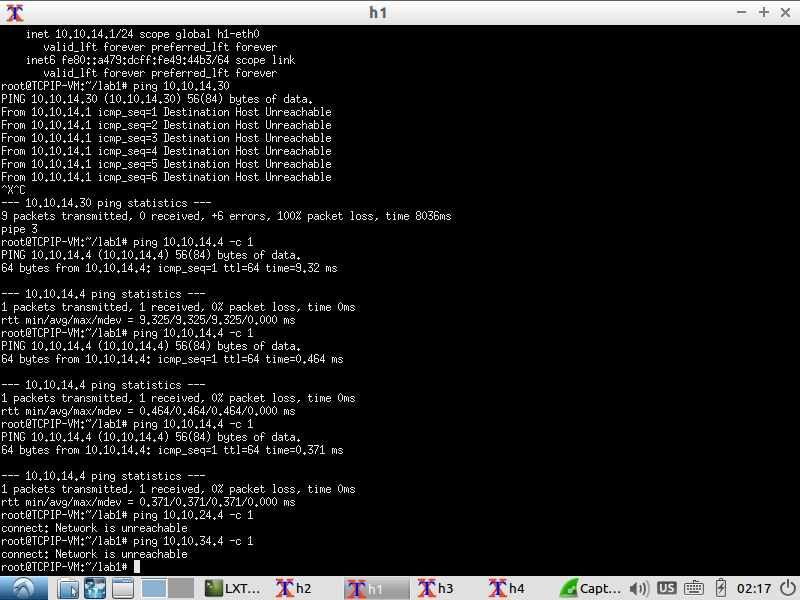 h1
inet 10.10.14.1/24 scope global h1-eth0
valid_lft forever preferred_lft forever
inet6 fe80::a479:dcff:fe49:44b3/64 scope link
valid_lft forever preferred_lft forever
root@TCPIP-VM:~/lab1# ping 10.10.14.30
PING 10.10.14.30 (10.10.14.30) 56(84) bytes of data.
From 10.10.14.1 icmp_seq=1 Destination Host Unreachable
From 10.10.14.1 icmp_seq=2 Destination Host Unreachable
From 10.10.14.1 icmp_seq=3 Destination Host Unreachable
From 10.10.14.1 icmp_seq=4 Destination Host Unreachable
From 10.10.14.1 icmp_seq=5 Destination Host Unreachable
From 10.10.14.1 icmp_seq=6 Destination Host Unreachable
^X^C
--- 10.10.14.30 ping statistics ---
9 packets transmitted, 0 received, +6 errors, 100% packet loss, time 8036ms
pipe 3
root@TCPIP-VM:~/lab1# ping 10.10.14.4 -c 1
PING 10.10.14.4 (10.10.14.4) 56(84) bytes of data.
64 bytes from 10.10.14.4: icmp_seq=1 ttl=64 time=9.32 ms
--- 10.10.14.4 ping statistics ---
1 packets transmitted, 1 received, 0% packet loss, time 0ms
rtt min/avg/max/mdev = 9.325/9.325/9.325/0.000 ms
root@TCPIP-VM:~/lab1# ping 10.10.14.4 -c 1
PING 10.10.14.4 (10.10.14.4) 56(84) bytes of data.
64 bytes from 10.10.14.4: icmp_seq=1 ttl=64 time=0.464 ms
--- 10.10.14.4 ping statistics ---
1 packets transmitted, 1 received, 0% packet loss, time 0ms
rtt min/avg/max/mdev = 0.464/0.464/0.464/0.000 ms
root@TCPIP-VM:~/lab1# ping 10.10.14.4 -c 1
PING 10.10.14.4 (10.10.14.4) 56(84) bytes of data.
64 bytes from 10.10.14.4: icmp_seq=1 ttl=64 time=0.371 ms
--- 10.10.14.4 ping statistics ---
1 packets transmitted, 1 received, 0% packet loss, time 0ms
rtt min/avg/max/mdev = 0.371/0.371/0.371/0.000 ms
root@TCPIP-VM:~/lab1# ping 10.10.24.4 -c 1
connect: Network is unreachable
root@TCPIP-VM:~/lab1# ping 10.10.34.4 -c 1
connect: Network is unreachable
root@TCPIP-VM:~/lab1#
LXT... h2 h1 h3 h4 Capt... US 02:17